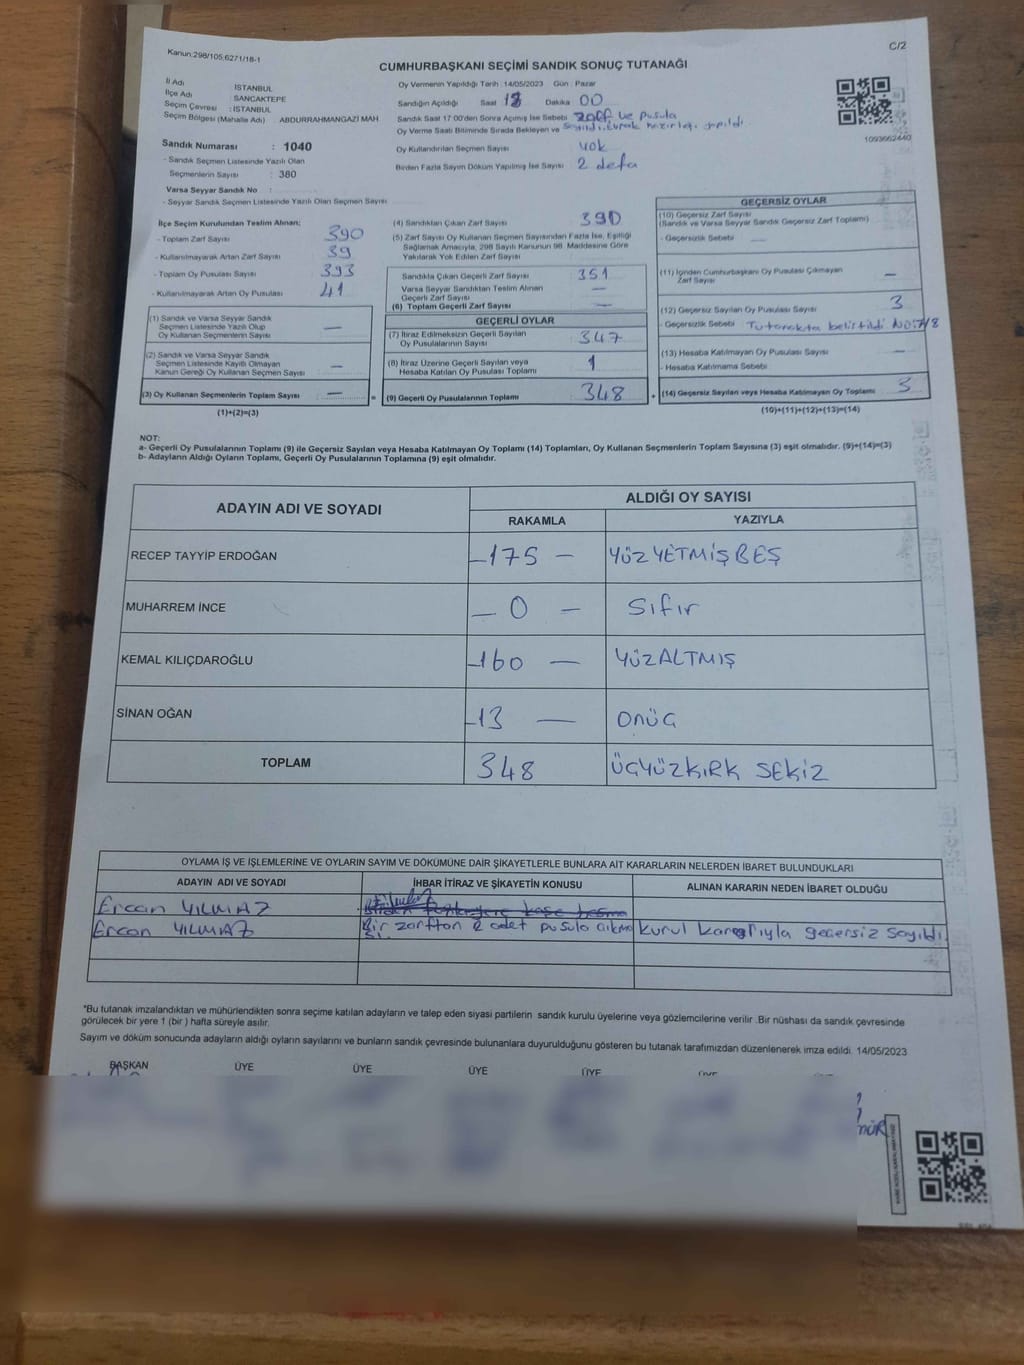 Kanun:298/105;6271/18-1
C/2
CUMHURBAŞKANI SEÇİMİ SANDIK SONUÇ TUTANAĞI
İl Adı İSTANBUL
İlçe Adı SANCAKTEPE
Seçim Çevresi : İSTANBUL
Seçim Bölgesi (Mahalle Adı) ABDURRAHMANGAZİ MAH
Oy Vermenin Yapıldığı Tarih : 14/05/2023 Gün : Pazar
Sandığın Açıldığı Saat 18 Dakika 00
Sandık Saat 17:00'den Sonra Açılmış İse Sebebi zarf ve pusula
Oy Verme Saati Bitiminde Sırada Bekleyen ve sayıldı. Evrak hazırlığı yapıldı
Oy Kullandırılan Seçmen Sayısı yok
Birden Fazla Sayım Döküm Yapılmış İse Sayısı 2 defa
1093662440
Sandık Numarası : 1040
- Sandık Seçmen Listesinde Yazılı Olan
Seçmenlerin Sayısı : 380
Varsa Seyyar Sandık No :
- Seyyar Sandık Seçmen Listesinde Yazılı Olan Seçmen Sayısı
İlçe Seçim Kurulundan Teslim Alınan;
- Toplam Zarf Sayısı 390
- Kullanılmayarak Artan Zarf Sayısı 39
- Toplam Oy Pusulası Sayısı 393
- Kullanılmayarak Artan Oy Pusulası 41
(1) Sandık ve Varsa Seyyar Sandık
Seçmen Listesinde Yazılı Olup
Oy Kullanan Seçmenlerin Sayısı —
(2) Sandık ve Varsa Seyyar Sandık
Seçmen Listesinde Kayıtlı Olmayan
Kanun Gereği Oy Kullanan Seçmen Sayısı —
(3) Oy Kullanan Seçmenlerin Toplam Sayısı — =
(1)+(2)=(3)
(4) Sandıktan Çıkan Zarf Sayısı 390
(5) Zarf Sayısı Oy Kullanan Seçmen Sayısından Fazla İse, Eşitliği
Sağlamak Amacıyla, 298 Sayılı Kanunun 98. Maddesine Göre
Yakılarak Yok Edilen Zarf Sayısı
Sandıkta Çıkan Geçerli Zarf Sayısı 351
Varsa Seyyar Sandıktan Teslim Alınan
Geçerli Zarf Sayısı —
(6) Toplam Geçerli Zarf Sayısı —
GEÇERLİ OYLAR
(7) İtiraz Edilmeksizin Geçerli Sayılan
Oy Pusulalarının Sayısı 347
(8) İtiraz Üzerine Geçerli Sayılan veya
Hesaba Katılan Oy Pusulası Toplamı 1
(9) Geçerli Oy Pusulalarının Toplamı 348 +
GEÇERSİZ OYLAR
(10) Geçersiz Zarf Sayısı
(Sandık ve Varsa Seyyar Sandık Geçersiz Zarf Toplamı)
- Geçersizlik Sebebi —
(11) İçinden Cumhurbaşkanı Oy Pusulası Çıkmayan
Zarf Sayısı —
(12) Geçersiz Sayılan Oy Pusulası Sayısı 3
- Geçersizlik Sebebi Tutanakta belirtildi NO:7/8
(13) Hesaba Katılmayan Oy Pusulası Sayısı —
- Hesaba Katılmama Sebebi
(14) Geçersiz Sayılan veya Hesaba Katılmayan Oy Toplamı 3
(10)+(11)+(12)+(13)=(14)
NOT:
a- Geçerli Oy Pusulalarının Toplamı (9) ile Geçersiz Sayılan veya Hesaba Katılmayan Oy Toplamı (14) Toplamları, Oy Kullanan Seçmenlerin Toplam Sayısına (3) eşit olmalıdır. (9)+(14)=(3)
b- Adayların Aldığı Oyların Toplamı, Geçerli Oy Pusulalarının Toplamına (9) eşit olmalıdır.
ADAYIN ADI VE SOYADI
ALDIĞI OY SAYISI
RAKAMLA YAZIYLA
RECEP TAYYİP ERDOĞAN —175— YÜZYETMİŞBEŞ
MUHARREM İNCE —0— Sıfır
KEMAL KILIÇDAROĞLU —160— YÜZALTMIŞ
SİNAN OĞAN —13— ONÜÇ
TOPLAM 348 ÜÇYÜZKIRK SEKİZ
OYLAMA İŞ VE İŞLEMLERİNE VE OYLARIN SAYIM VE DÖKÜMÜNE DAİR ŞİKAYETLERLE BUNLARA AİT KARARLARIN NELERDEN İBARET BULUNDUKLARI
ADAYIN ADI VE SOYADI İHBAR İTİRAZ VE ŞİKAYETİN KONUSU ALINAN KARARIN NEDEN İBARET OLDUĞU
Ercan YILMAZ
Ercan YILMAZ Bir zarftan 2 adet pusula çıkma kurul kararıyla geçersiz sayıldı.
sı.
*Bu tutanak imzalandıktan ve mühürlendikten sonra seçime katılan adayların ve talep eden siyasi partilerin sandık kurulu üyelerine veya gözlemcilerine verilir .Bir nüshası da sandık çevresinde
görülecek bir yere 1 (bir ) hafta süreyle asılır.
Sayım ve döküm sonucunda adayların aldığı oyların sayılarını ve bunların sandık çevresinde bulunanlara duyurulduğunu gösteren bu tutanak tarafımızdan düzenlenerek imza edildi. 14/05/2023
BAŞKAN ÜYE ÜYE ÜYE ÜYE